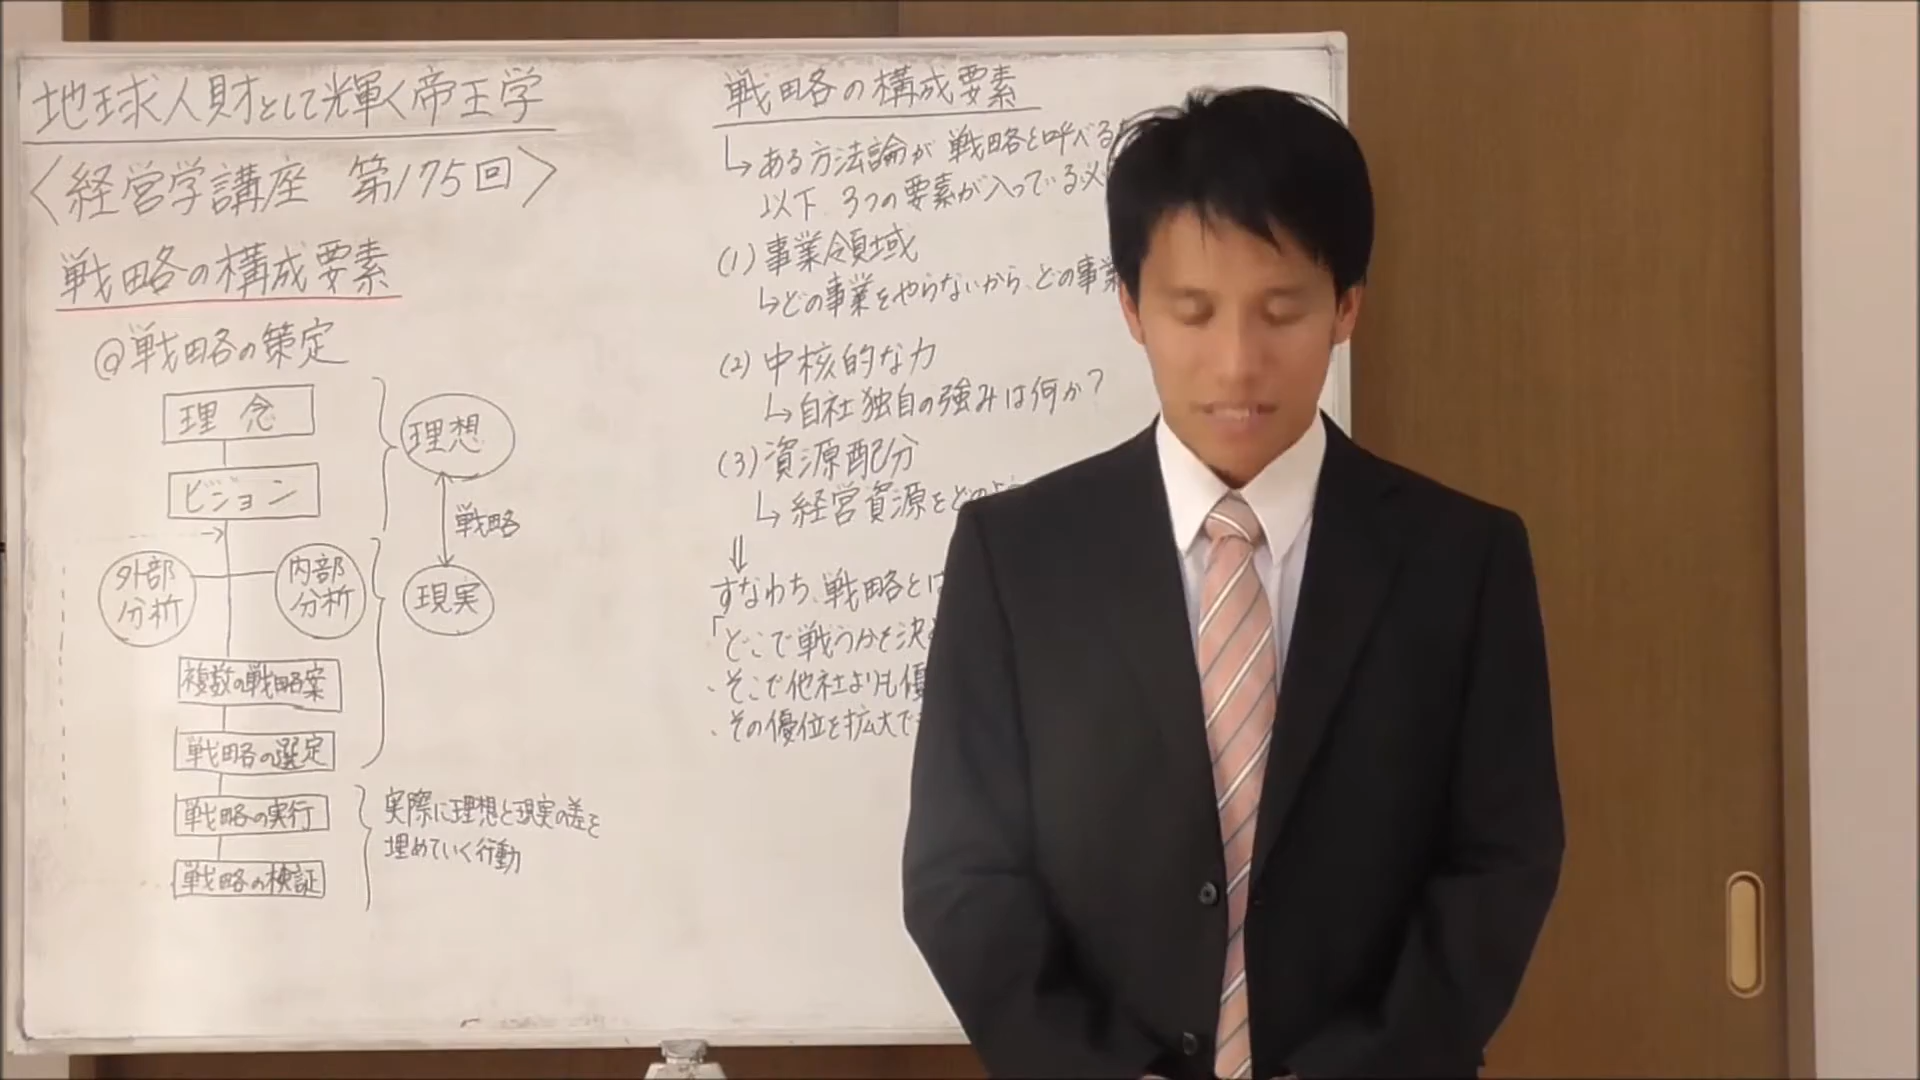 地球人財として輝く帝王学
〈経営学講座 第175回〉
戦略の構成要素
@戦略の策定
理念
ビジョン
理想
戦略
現実
外部
分析
内部
分析
複数の戦略案
戦略の選定
戦略の実行
戦略の検証
実際に理想と現実の差を
埋めていく行動
戦略の構成要素
↳ある方法論が戦略と呼べる
以下3つの要素が入っている必
(1)事業領域
↳どの事業をやらないか、どの事業
(2)中核的な力
↳自社独自の強みは何か?
(3)資源配分
↳経営資源をどのよ
⇓
すなわち、戦略とは
「どこで戦うかを決
・そこで他社よりも優
・その優位を拡大で